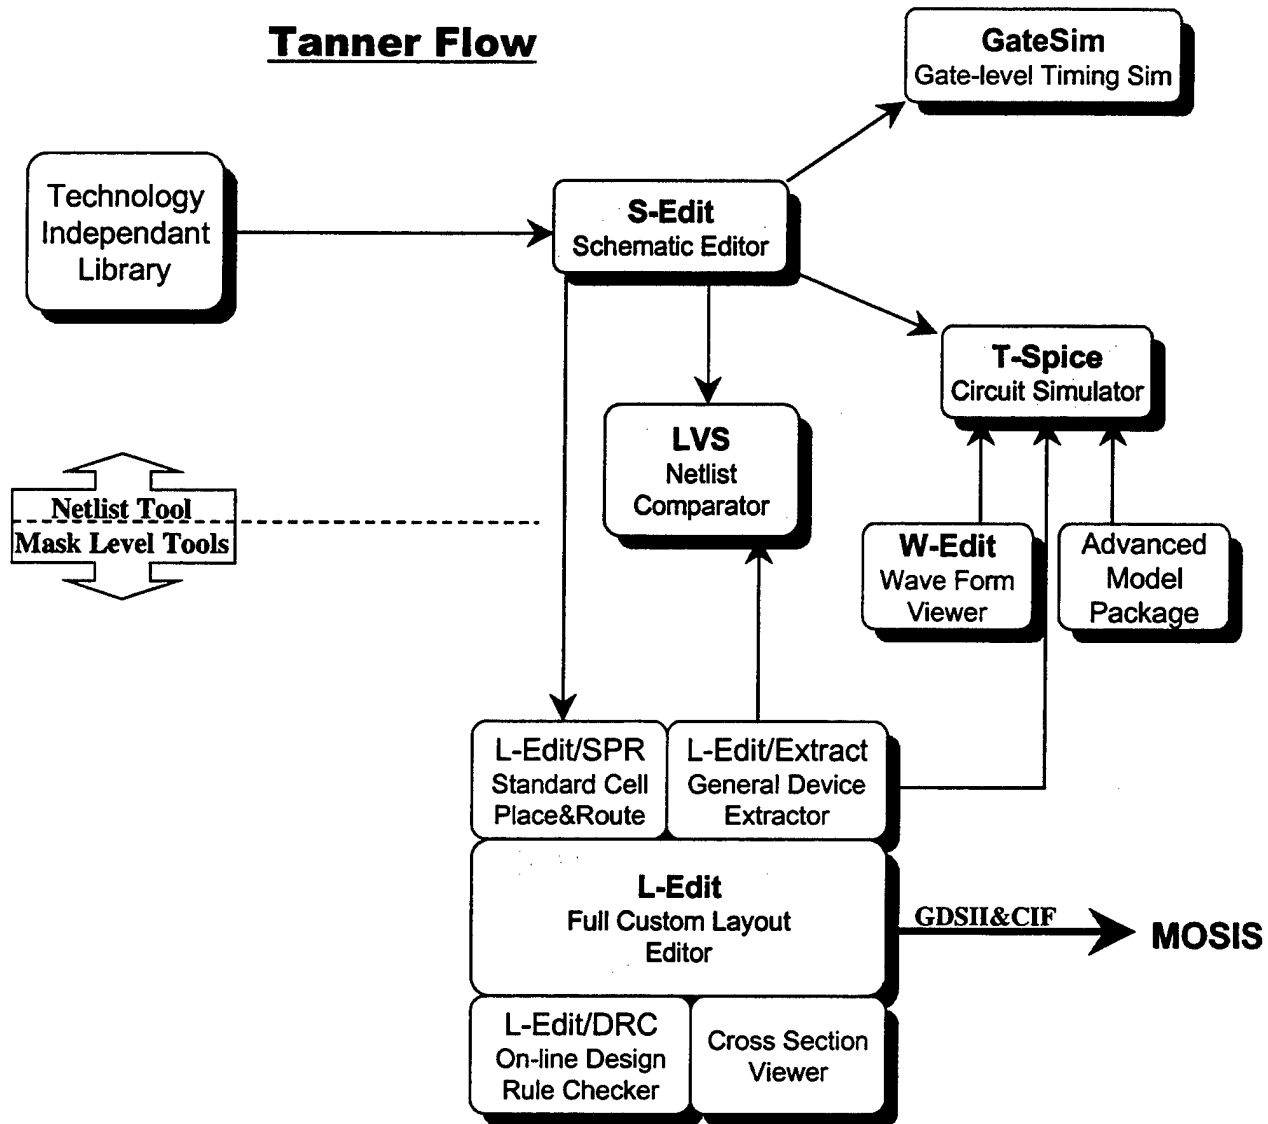 Tanner Flow
GateSim
Gate-level Timing Sim
Technology
Independant
Library
S-Edit
Schematic Editor
T-Spice
Circuit Simulator
LVS
Netlist
Comparator
Netlist Tool
Mask Level Tools
W-Edit
Wave Form
Viewer
Advanced
Model
Package
L-Edit/SPR
Standard Cell
Place&Route
L-Edit/Extract
General Device
Extractor
L-Edit
Full Custom Layout
Editor
GDSII&CIF
MOSIS
L-Edit/DRC
On-line Design
Rule Checker
Cross Section
Viewer